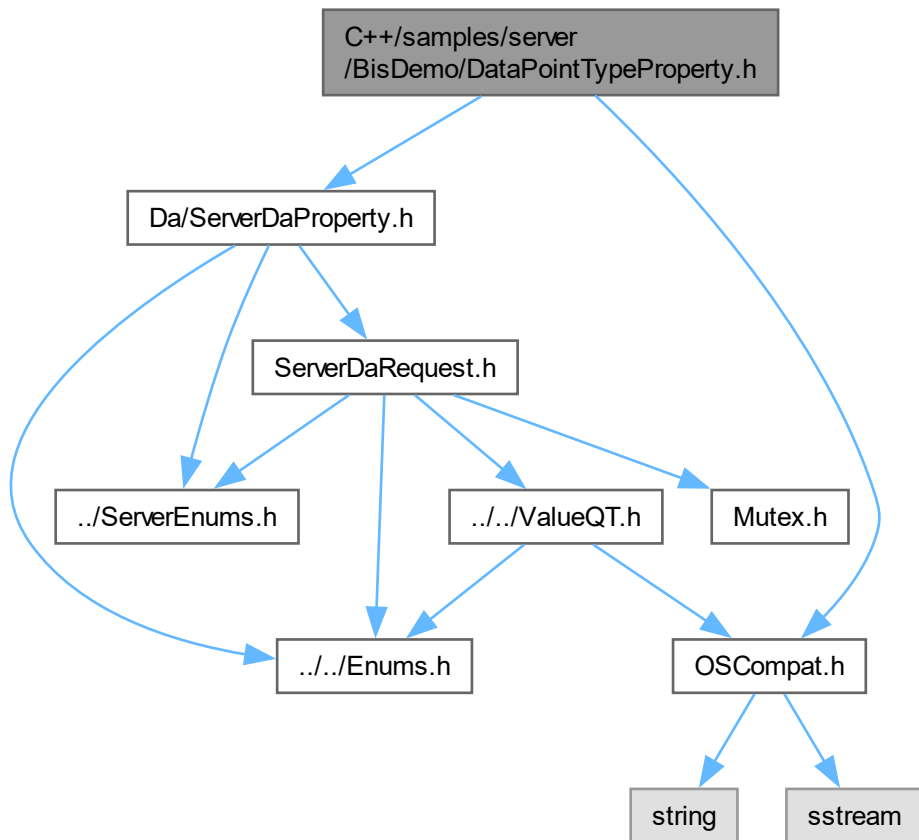 C++/samples/server
/BisDemo/DataPointTypeProperty.h
Da/ServerDaProperty.h
ServerDaRequest.h
../ServerEnums.h
../../ValueQT.h
Mutex.h
../../Enums.h
OSCompat.h
string
sstream